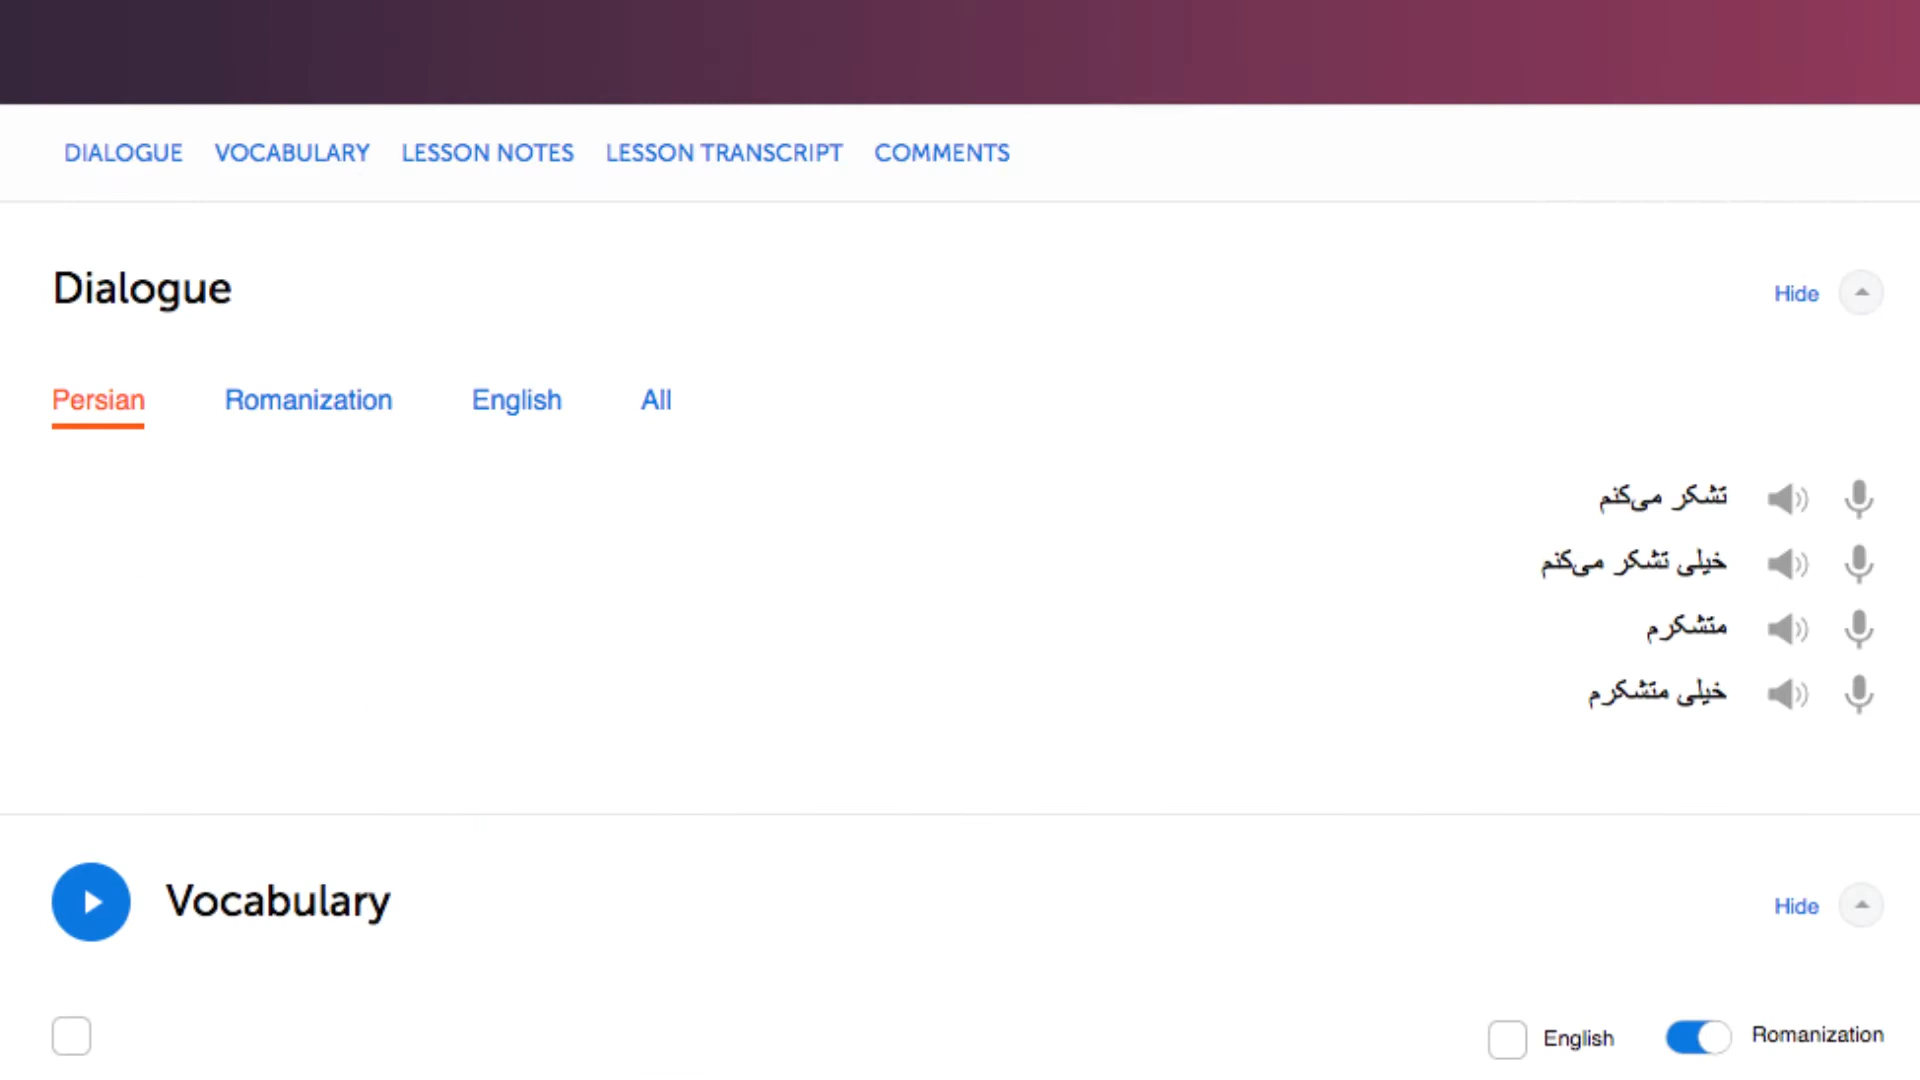 DIALOGUE VOCABULARY LESSON NOTES LESSON TRANSCRIPT COMMENTS
Dialogue
Hide
Persian Romanization English All
تشکر می‌کنم
خیلی تشکر می‌کنم
متشکرم
خیلی متشکرم
Vocabulary
Hide
English Romanization